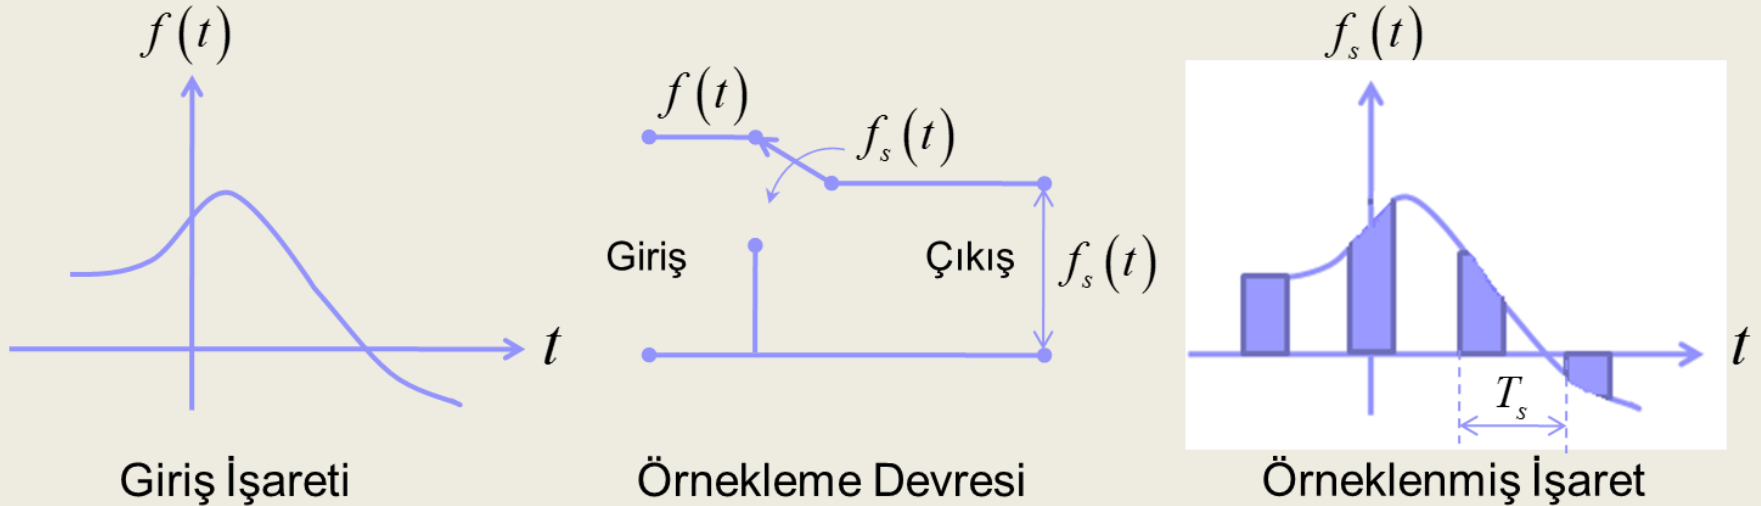 f(t)
t
Giriş İşareti
f(t)
f_s(t)
Giriş
Çıkış
f_s(t)
Örnekleme Devresi
f_s(t)
t
T_s
Örneklenmiş İşaret